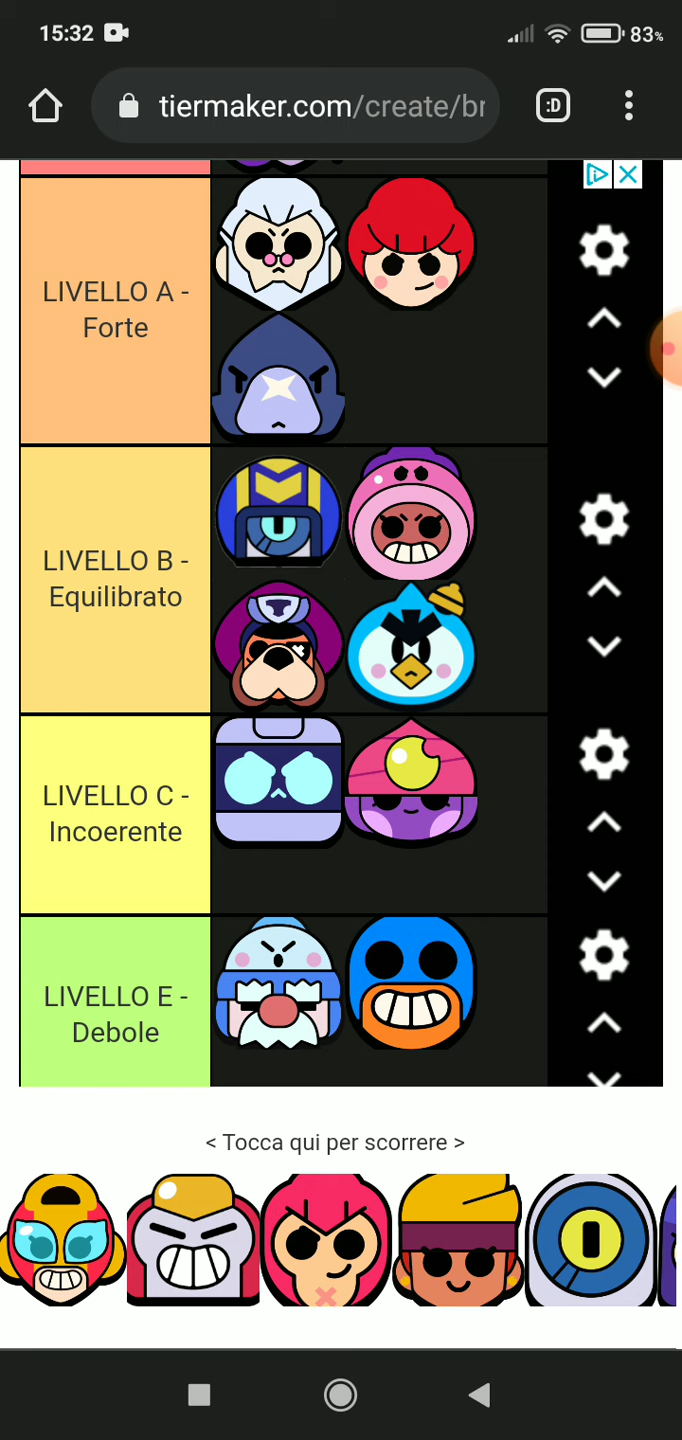 15:32
83%
tiermaker.com/create/br
:D
LIVELLO A -
Forte
LIVELLO B -
Equilibrato
LIVELLO C -
Incoerente
LIVELLO E -
Debole
< Tocca qui per scorrere >